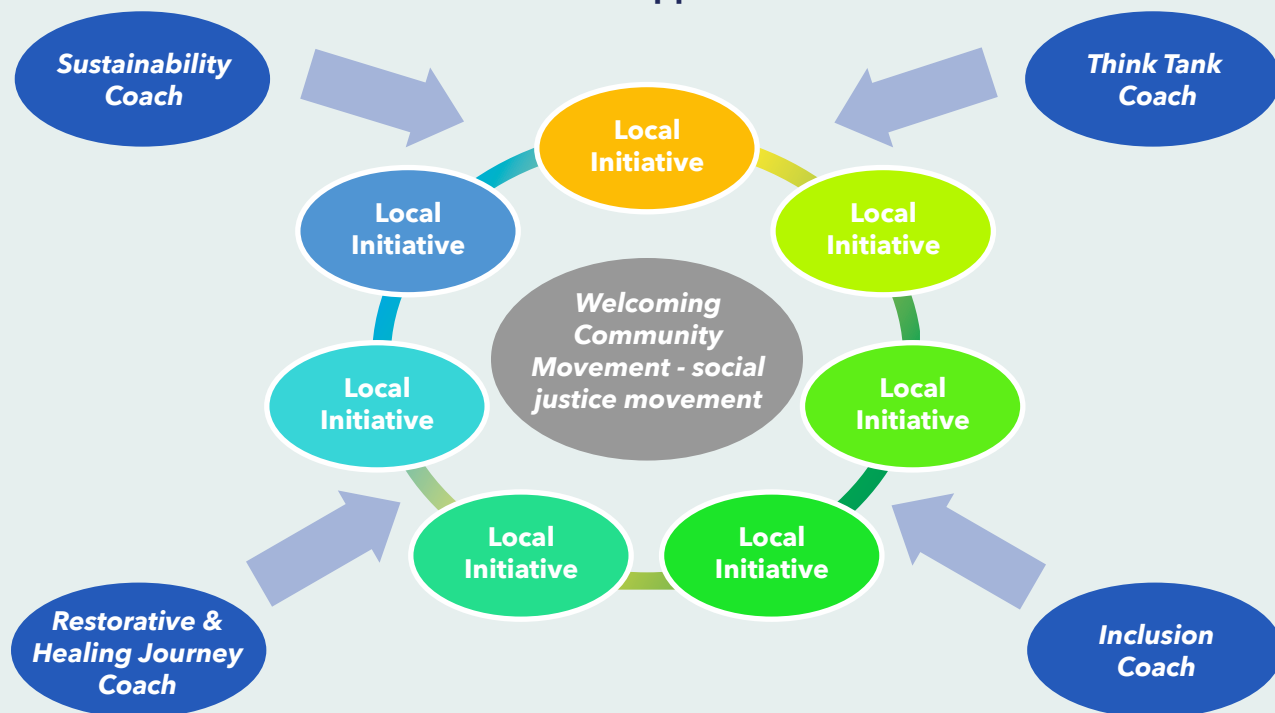 Sustainability
Coach
Think Tank
Coach
Local
Initiative
Local
Initiative
Local
Initiative
Welcoming
Community
Movement - social
justice movement
Local
Initiative
Local
Initiative
Local
Initiative
Local
Initiative
Restorative &
Healing Journey
Coach
Inclusion
Coach